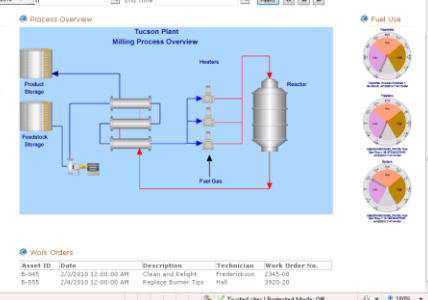 End Time
Apply
Process Overview
Fuel Use
Tucson Plant
Milling Process Overview
Heaters
Reactor
Product
Storage
Feedstock
Storage
Fuel Gas
Work Orders
Asset ID Date Description Technician Work Order No.
B-945 2/3/2010 12:00:00 AM Clean and Relight Frederickson 2345-00
B-555 2/4/2010 12:00:00 AM Replace Burner Tips Hall 3920-20
Trusted sites | Protected Mode: Off
100%